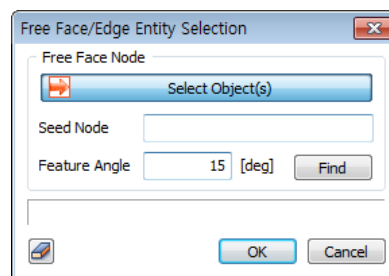 Free Face/Edge Entity Selection
Free Face Node
Select Object(s)
Seed Node
Feature Angle 15 [deg] Find
OK Cancel